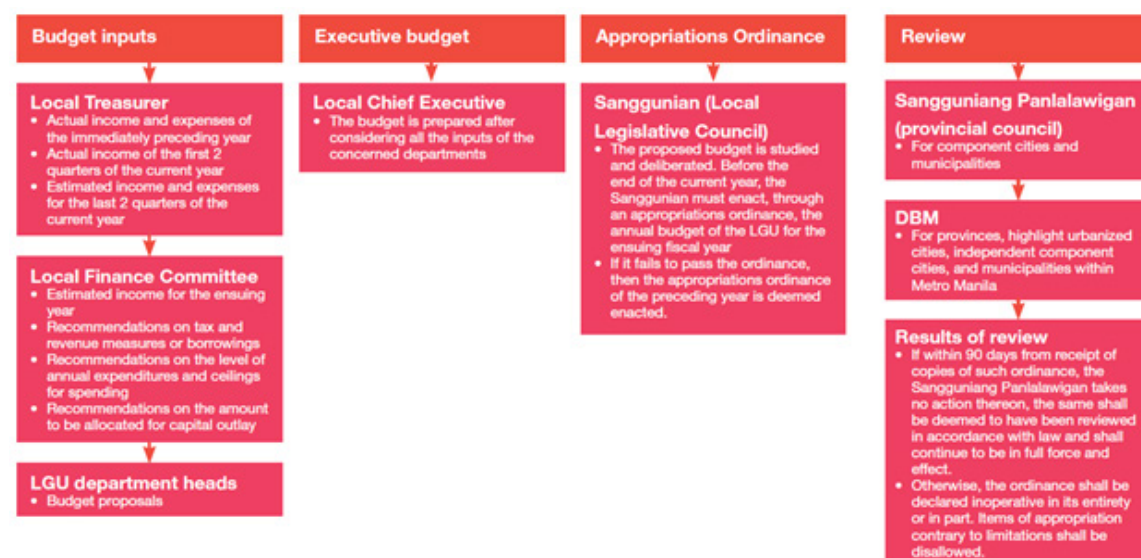 Budget inputs
Local Treasurer
• Actual income and expenses of
the immediately preceding year
• Actual income of the first 2
quarters of the current year
• Estimated income and expenses
for the last 2 quarters of the
current year
Local Finance Committee
• Estimated income for the ensuing
year
• Recommendations on tax and
revenue measures or borrowings
• Recommendations on the level of
annual expenditures and ceilings
for spending
• Recommendations on the amount
to be allocated for capital outlay
LGU department heads
• Budget proposals
Executive budget
Local Chief Executive
• The budget is prepared after
considering all the inputs of the
concerned departments
Appropriations Ordinance
Sanggunian (Local
Legislative Council)
• The proposed budget is studied
and deliberated. Before the
end of the current year, the
Sanggunian must enact, through
an appropriations ordinance, the
annual budget of the LGU for the
ensuing fiscal year
• If it fails to pass the ordinance,
then the appropriations ordinance
of the preceding year is deemed
enacted.
Review
Sangguniang Panlalawigan
(provincial council)
• For component cities and
municipalities
DBM
• For provinces, highlight urbanized
cities, independent component
cities, and municipalities within
Metro Manila
Results of review
• If within 90 days from receipt of
copies of such ordinance, the
Sangguniang Panlalawigan takes
no action thereon, the same shall
be deemed to have been reviewed
in accordance with law and shall
continue to be in full force and
effect.
• Otherwise, the ordinance shall be
declared inoperative in its entirety
or in part. Items of appropriation
contrary to limitations shall be
disallowed.